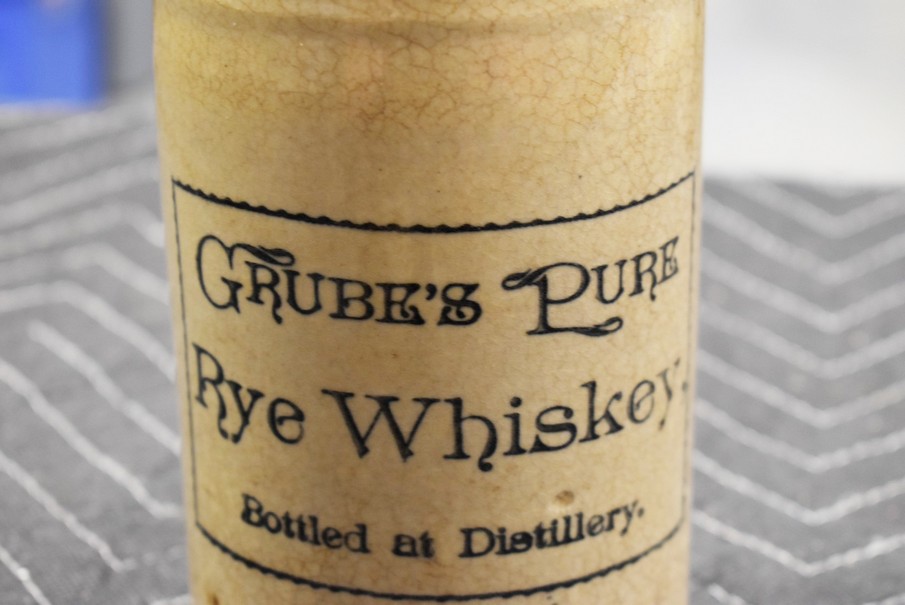 GRUBE'S PURE
Rye Whiskey.
Bottled at Distillery.